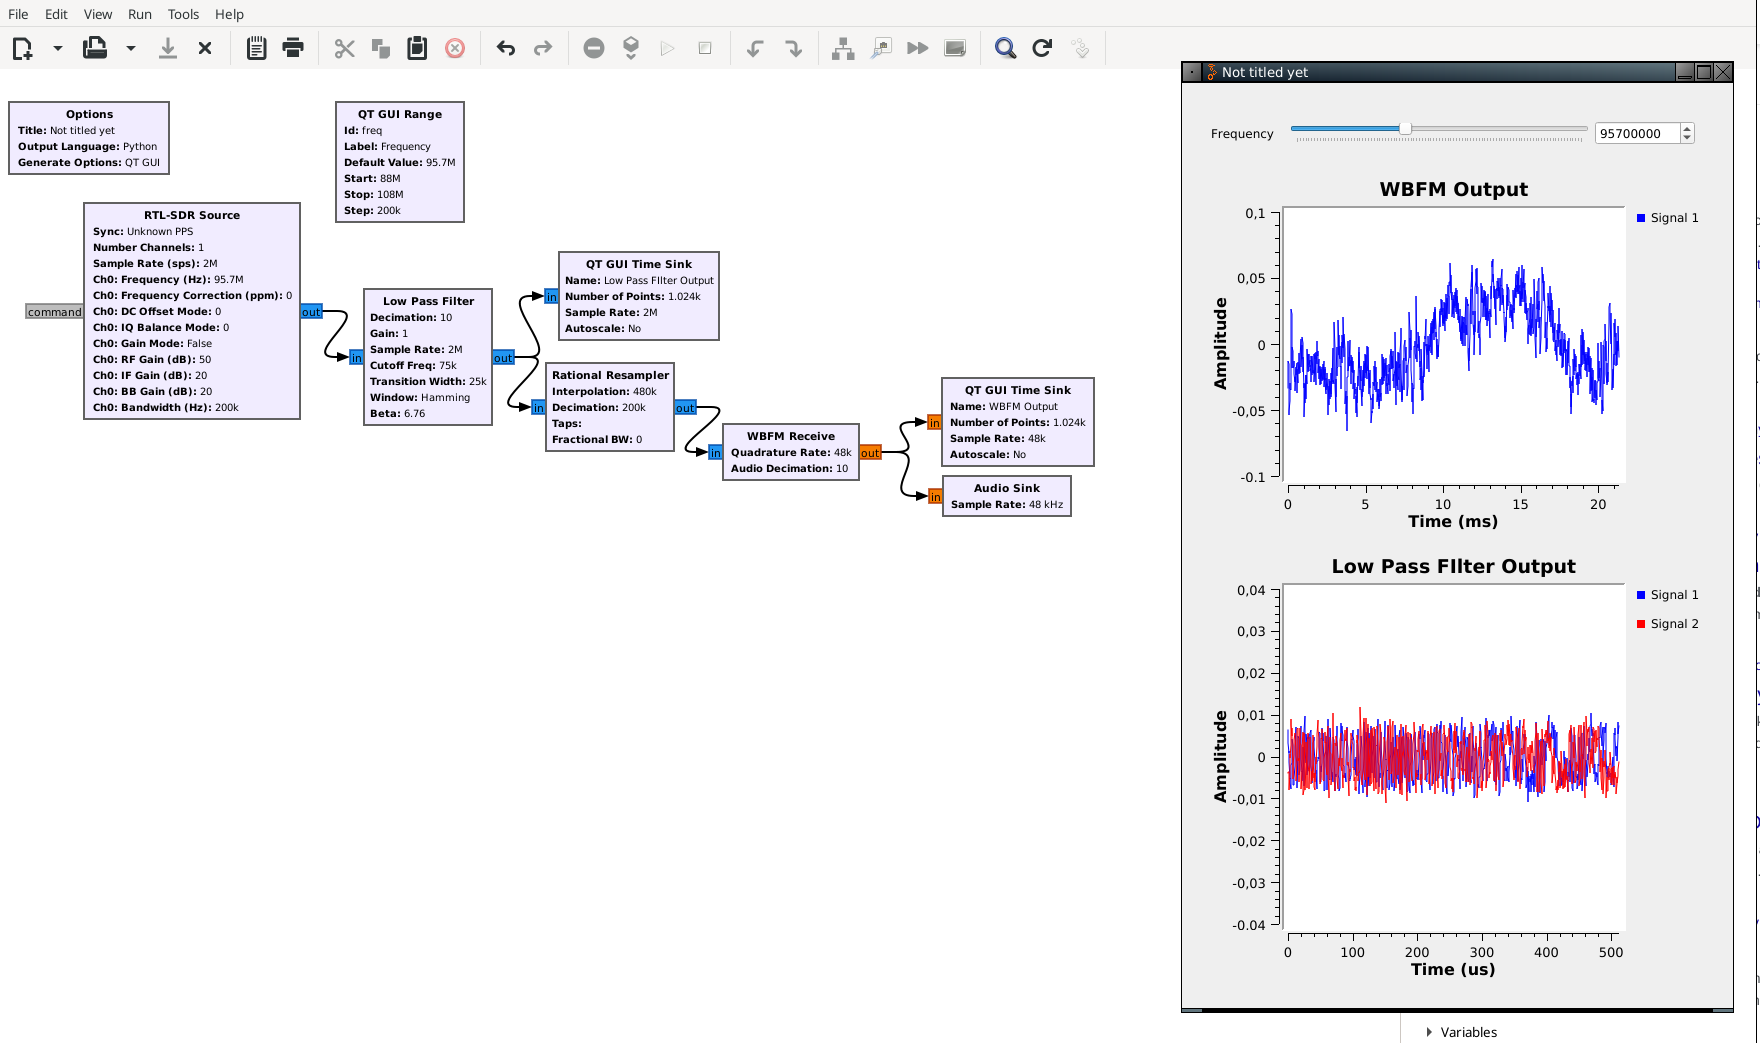 File Edit View Run Tools Help
Options
Title: Not titled yet
Output Language: Python
Generate Options: QT GUI
QT GUI Range
Id: freq
Label: Frequency
Default Value: 95.7M
Start: 88M
Stop: 108M
Step: 200k
RTL-SDR Source
Sync: Unknown PPS
Number Channels: 1
Sample Rate (sps): 2M
Ch0: Frequency (Hz): 95.7M
Ch0: Frequency Correction (ppm): 0
Ch0: DC Offset Mode: 0
Ch0: IQ Balance Mode: 0
Ch0: Gain Mode: False
Ch0: RF Gain (dB): 50
Ch0: IF Gain (dB): 20
Ch0: BB Gain (dB): 20
Ch0: Bandwidth (Hz): 200k
command
out
in
Low Pass Filter
Decimation: 10
Gain: 1
Sample Rate: 2M
Cutoff Freq: 75k
Transition Width: 25k
Window: Hamming
Beta: 6.76
out
in
QT GUI Time Sink
Name: Low Pass FIlter Output
Number of Points: 1.024k
Sample Rate: 2M
Autoscale: No
in
Rational Resampler
Interpolation: 480k
Decimation: 200k
Taps:
Fractional BW: 0
out
in
WBFM Receive
Quadrature Rate: 48k
Audio Decimation: 10
out
in
QT GUI Time Sink
Name: WBFM Output
Number of Points: 1.024k
Sample Rate: 48k
Autoscale: No
in
Audio Sink
Sample Rate: 48 kHz
Not titled yet
Frequency
95700000
WBFM Output
Signal 1
0,1
0,05
0
-0,05
-0.1
Amplitude
0 5 10 15 20
Time (ms)
Low Pass FIlter Output
Signal 1
Signal 2
0,04
0,03
0,02
0,01
0
-0,01
-0,02
-0,03
-0.04
Amplitude
0 100 200 300 400 500
Time (us)
Variables